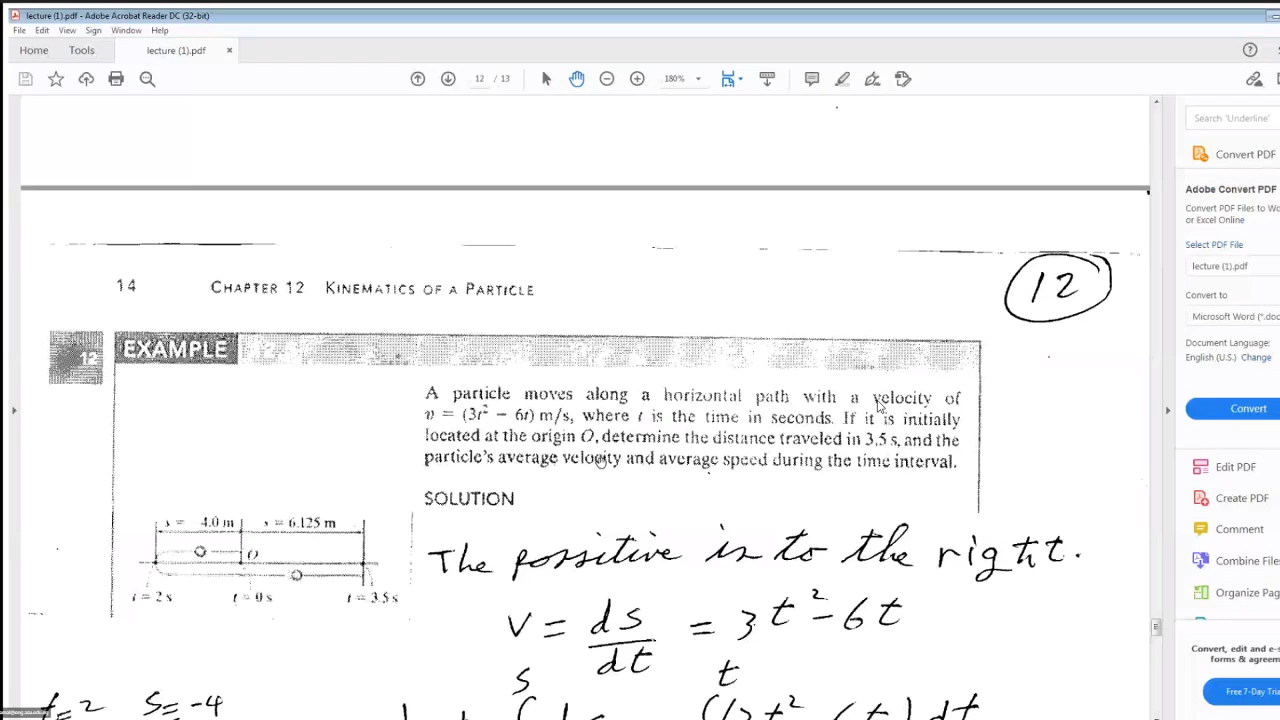 lecture (1).pdf - Adobe Acrobat Reader DC (32-bit)
File Edit View Sign Window Help
Home Tools lecture (1).pdf ×
12 / 13 180%
Search 'Underline'
Convert PDF
Adobe Convert PDF
Convert PDF Files to
or Excel Online
Select PDF File
lecture (1).pdf
Convert to
Microsoft Word (*.doc
Document Language:
English (U.S.) Change
Convert
Edit PDF
Create PDF
Comment
Combine Files
Organize
Convert, edit and
forms & agreeme
Free 7-Day
14 CHAPTER 12 KINEMATICS OF A PARTICLE
12
12 EXAMPLE
A particle moves along a horizontal path with a velocity of
v = (3t² − 6t) m/s, where t is the time in seconds. If it is initially
located at the origin O, determine the distance traveled in 3.5 s, and the
particle's average velocity and average speed during the time interval.
SOLUTION
s = 4.0 m s = 6.125 m
O
t = 2 s t = 0 s t = 3.5 s
The possitive is to the right.
V = ds/dt = 3t² − 6t
s t
t = 2 s = -4